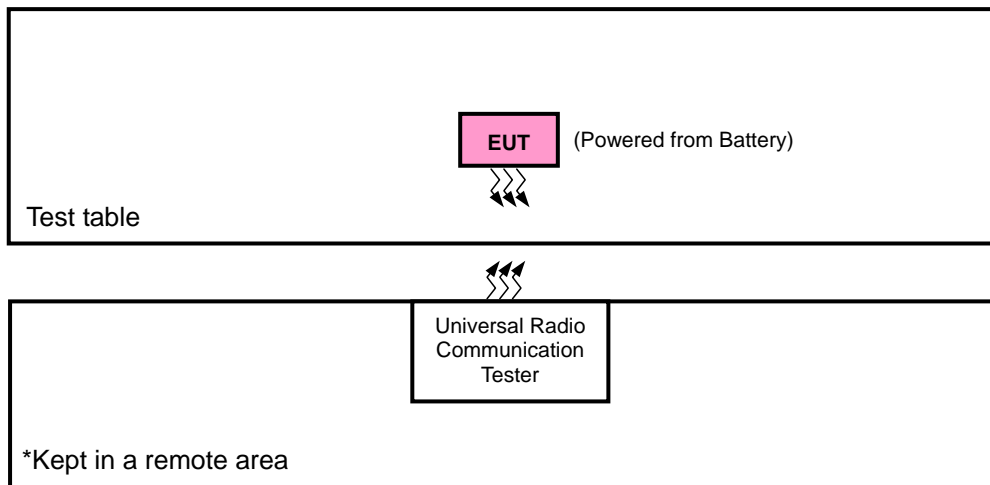 EUT
(Powered from Battery)
Test table
Universal Radio
Communication
Tester
*Kept in a remote area